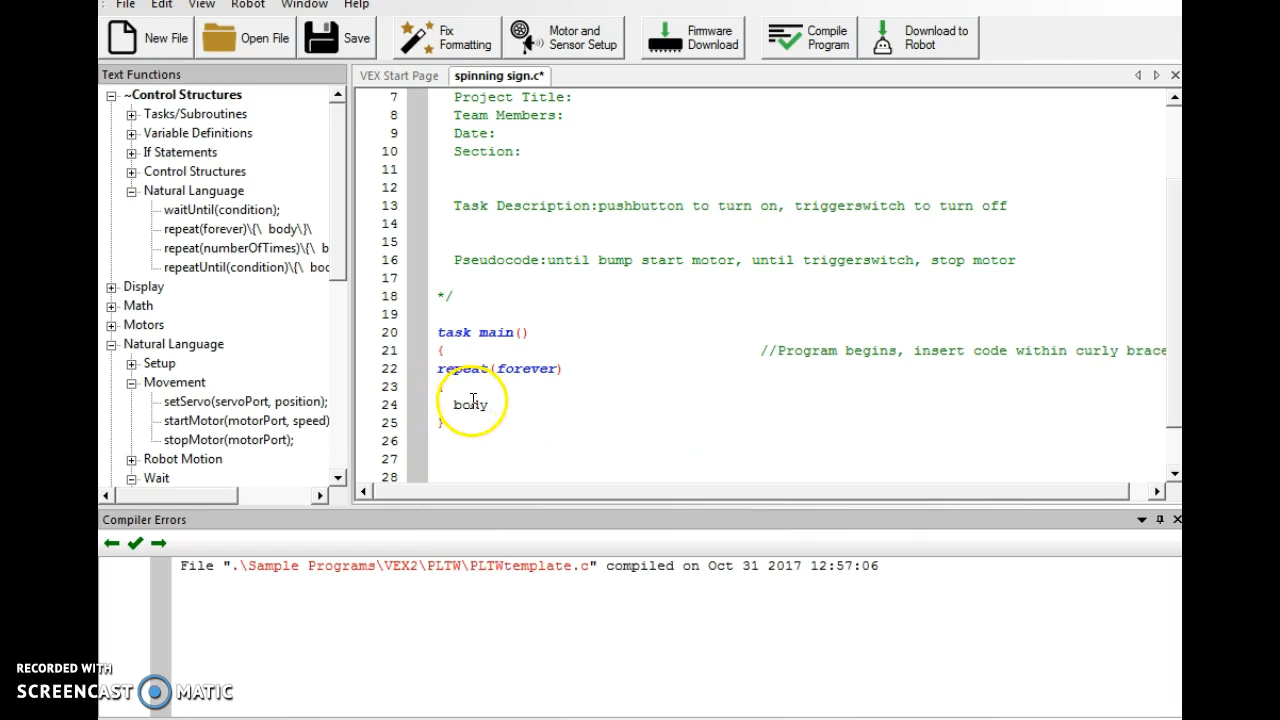 File Edit View Robot Window Help
New File Open File Save Fix Formatting Motor and Sensor Setup Firmware Download Compile Program Download to Robot
Text Functions
~Control Structures
Tasks/Subroutines
Variable Definitions
If Statements
Control Structures
Natural Language
waitUntil(condition);
repeat(forever)\{\ body\}\
repeat(numberOfTimes)\{\ b
repeatUntil(condition)\{\ boc
Display
Math
Motors
Natural Language
Setup
Movement
setServo(servoPort, position);
startMotor(motorPort, speed)
stopMotor(motorPort);
Robot Motion
Wait
VEX Start Page spinning sign.c*
7 Project Title:
8 Team Members:
9 Date:
10 Section:
11
12
13 Task Description:pushbutton to turn on, triggerswitch to turn off
14
15
16 Pseudocode:until bump start motor, until triggerswitch, stop motor
17
18 */
19
20 task main()
21 { //Program begins, insert code within curly brace
22 repeat(forever)
23 {
24 body
25 }
26
27
28
Compiler Errors
File ".\Sample Programs\VEX2\PLTW\PLTWtemplate.c" compiled on Oct 31 2017 12:57:06
RECORDED WITH
SCREENCAST MATIC